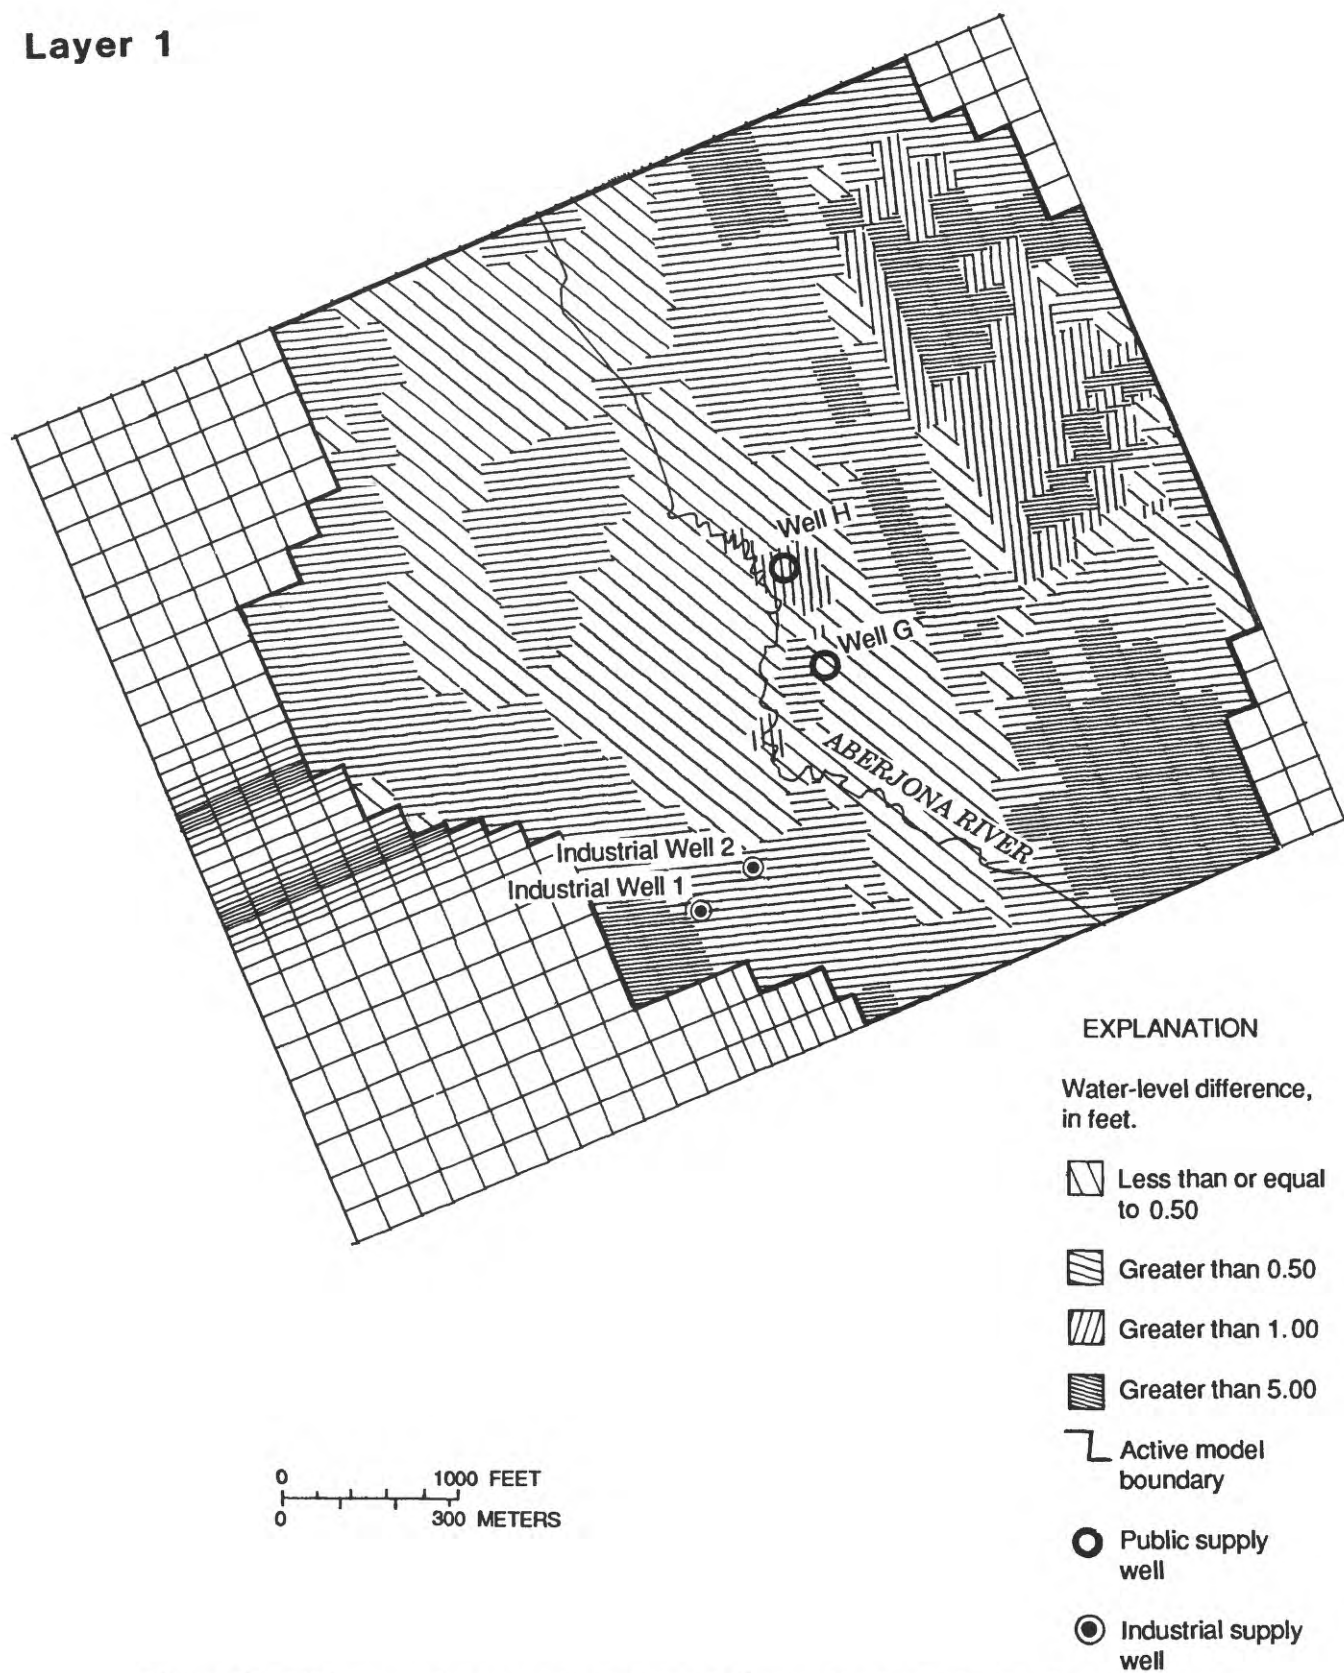 Layer 1
Well H
Well G
ABERJONA RIVER
Industrial Well 2
Industrial Well 1
EXPLANATION
Water-level difference,
in feet.
Less than or equal
to 0.50
Greater than 0.50
Greater than 1.00
Greater than 5.00
Active model
boundary
Public supply
well
Industrial supply
well
0 1000 FEET
0 300 METERS